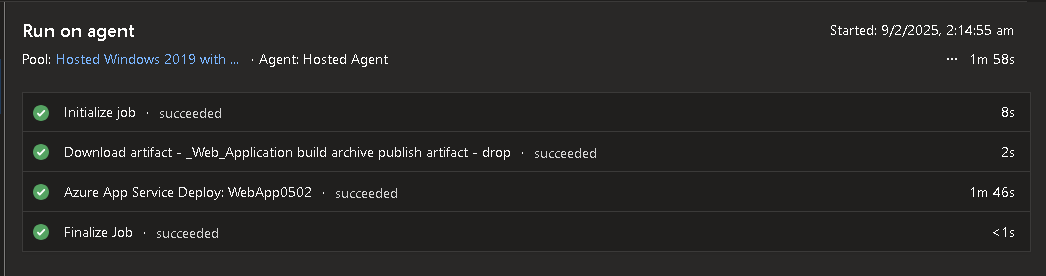 Run on agent
Started: 9/2/2025, 2:14:55 am
Pool: Hosted Windows 2019 with ... · Agent: Hosted Agent
··· 1m 58s
Initialize job · succeeded 8s
Download artifact - _Web_Application build archive publish artifact - drop · succeeded 2s
Azure App Service Deploy: WebApp0502 · succeeded 1m 46s
Finalize Job · succeeded <1s